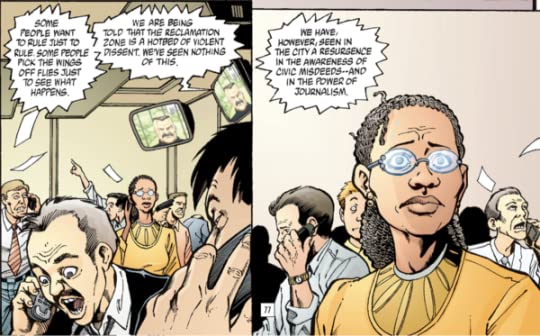 SOME
PEOPLE WANT
TO RULE JUST TO
RULE. SOME PEOPLE
PICK THE WINGS
OFF FLIES JUST
TO SEE WHAT
HAPPENS.
WE ARE BEING
TOLD THAT THE RECLAMATION
ZONE IS A HOTBED OF VIOLENT
DISSENT. WE'VE SEEN NOTHING
OF THIS.
WE HAVE,
HOWEVER, SEEN IN
THE CITY A RESURGENCE
IN THE AWARENESS OF
CIVIC MISDEEDS--AND
IN THE POWER OF
JOURNALISM.
77